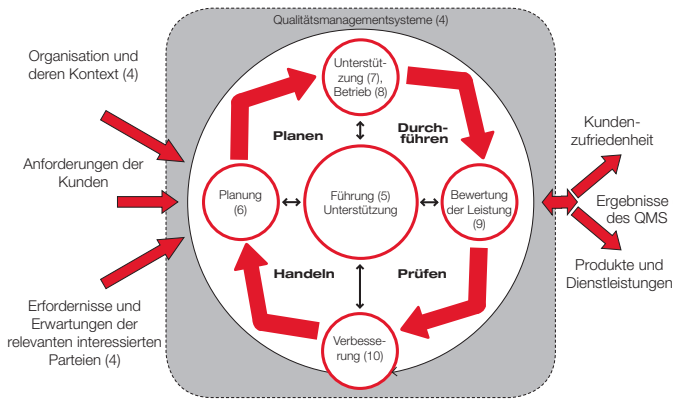 Qualitätsmanagementsysteme (4)
Organisation und
deren Kontext (4)
Anforderungen der
Kunden
Erfordernisse und
Erwartungen der
relevanten interessierten
Parteien (4)
Unterstüt-
zung (7),
Betrieb (8)
Planen
Durch-
führen
Planung
(6)
Führung (5)
Unterstützung
Bewertung
der Leistung
(9)
Handeln
Prüfen
Verbesse-
rung (10)
Kunden-
zufriedenheit
Ergebnisse
des QMS
Produkte und
Dienstleistungen